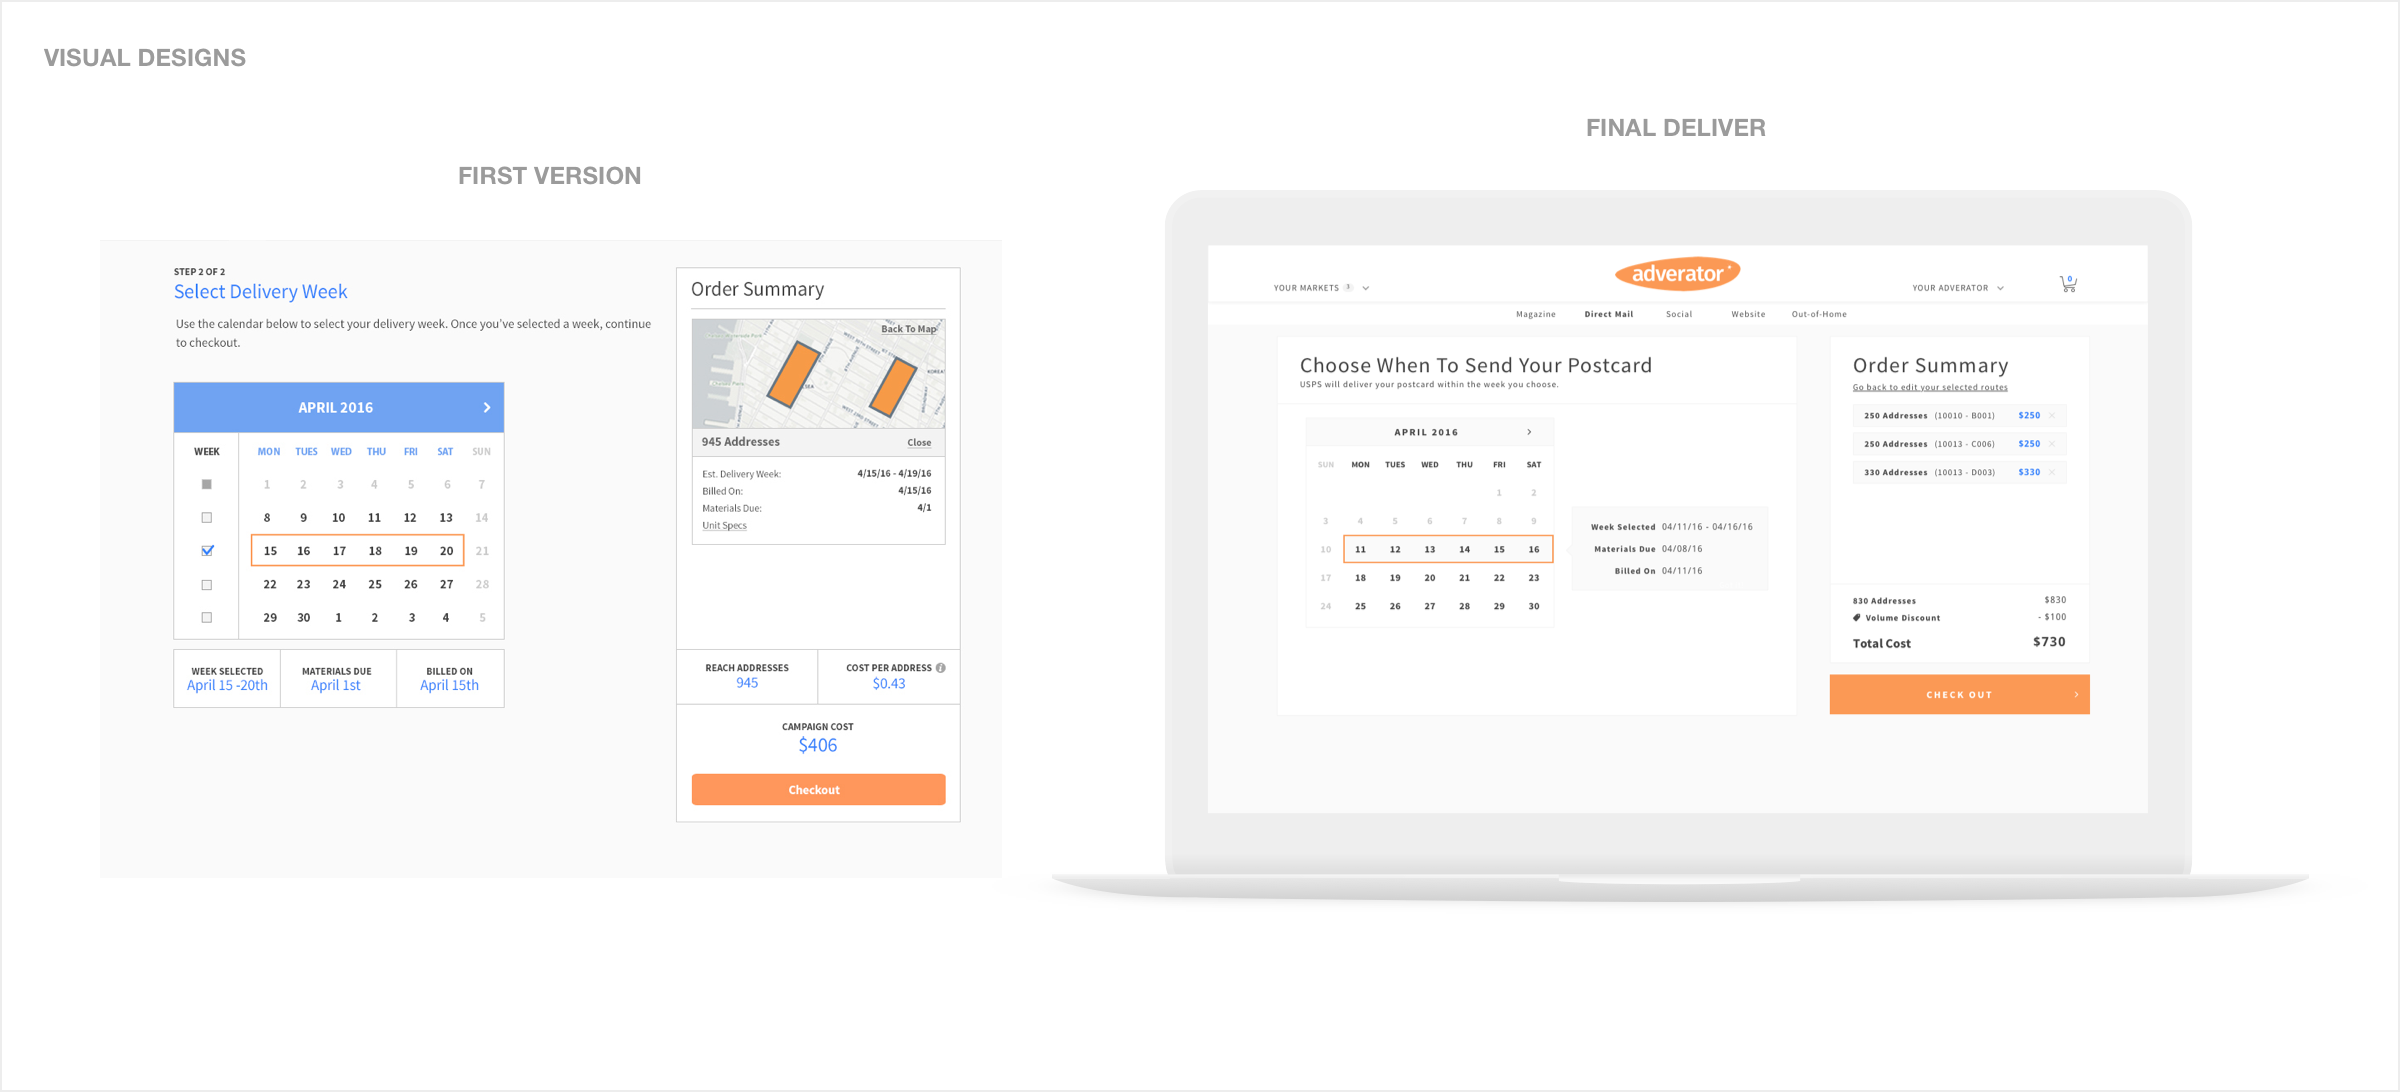 VISUAL DESIGNS
FIRST VERSION
STEP 2 OF 2
Select Delivery Week
Use the calendar below to select your delivery week. Once you've selected a week, continue
to checkout.
APRIL 2016
WEEK MON TUES WED THU FRI SAT SUN
1 2 3 4 5 6 7
8 9 10 11 12 13 14
15 16 17 18 19 20 21
22 23 24 25 26 27 28
29 30 1 2 3 4 5
WEEK SELECTED MATERIALS DUE BILLED ON
April 15 -20th April 1st April 15th
Order Summary
Back To Map
945 Addresses Close
Est. Delivery Week: 4/15/16 - 4/19/16
Billed On: 4/15/16
Materials Due: 4/1
Unit Specs
REACH ADDRESSES COST PER ADDRESS i
945 $0.43
CAMPAIGN COST
$406
Checkout
FINAL DELIVER
adverator
YOUR MARKETS 3 YOUR ADVERATOR 0
Magazine Direct Mail Social Website Out-of-Home
Choose When To Send Your Postcard
USPS will deliver your postcard within the week you choose.
APRIL 2016
SUN MON TUES WED THU FRI SAT
1 2
3 4 5 6 7 8 9
10 11 12 13 14 15 16
17 18 19 20 21 22 23
24 25 26 27 28 29 30
Week Selected 04/11/16 - 04/16/16
Materials Due 04/08/16
Billed On 04/11/16
Order Summary
Go back to edit your selected routes
250 Addresses (10010 - B001) $250
250 Addresses (10013 - C006) $250
330 Addresses (10013 - D003) $330
830 Addresses $830
Volume Discount - $100
Total Cost $730
CHECK OUT